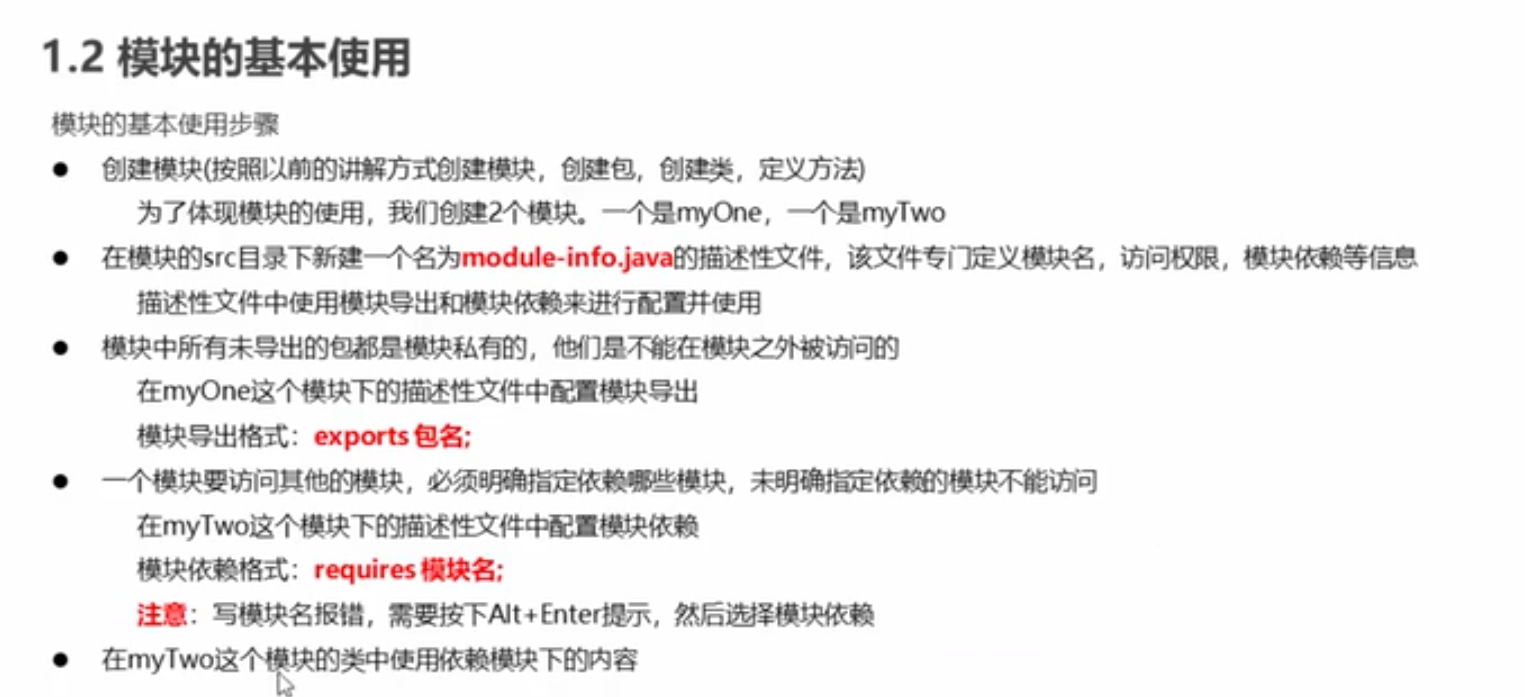 1.2 模块的基本使用
模块的基本使用步骤
● 创建模块(按照以前的讲解方式创建模块，创建包，创建类，定义方法)
为了体现模块的使用，我们创建2个模块。一个是myOne，一个是myTwo
● 在模块的src目录下新建一个名为module-info.java的描述性文件，该文件专门定义模块名，访问权限，模块依赖等信息
描述性文件中使用模块导出和模块依赖来进行配置并使用
● 模块中所有未导出的包都是模块私有的，他们是不能在模块之外被访问的
在myOne这个模块下的描述性文件中配置模块导出
模块导出格式：exports 包名;
● 一个模块要访问其他的模块，必须明确指定依赖哪些模块，未明确指定依赖的模块不能访问
在myTwo这个模块下的描述性文件中配置模块依赖
模块依赖格式：requires 模块名;
注意：写模块名报错，需要按下Alt+Enter提示，然后选择模块依赖
● 在myTwo这个模块的类中使用依赖模块下的内容